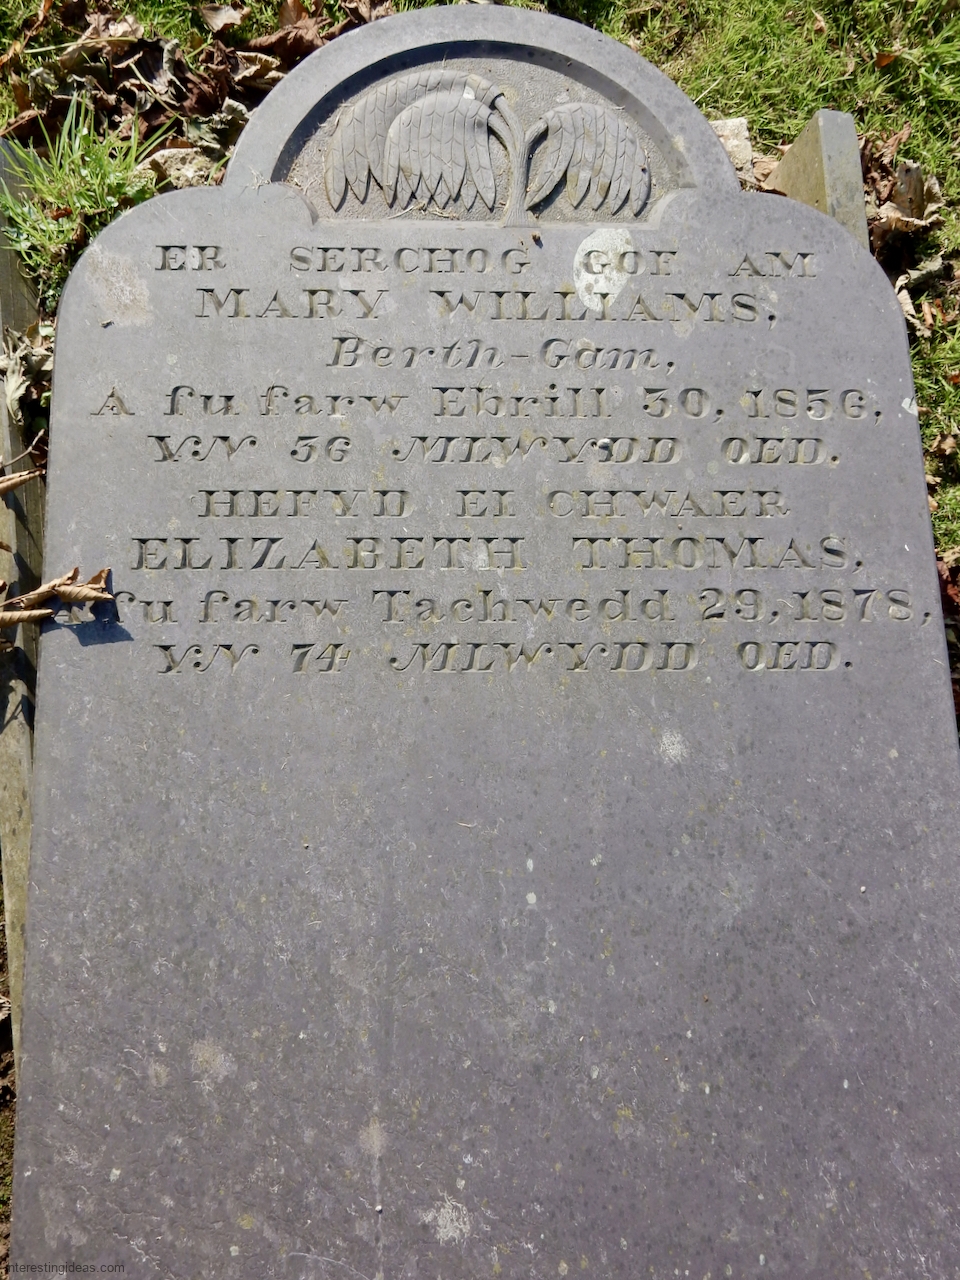 ER SERCHOG GOF AM
MARY WILLIAMS,
Berth-Gam,
A fu farw Ebrill 30, 1856,
YN 36 MLWYDD OED.
HEFYD EI CHWAER
ELIZABETH THOMAS,
A fu farw Tachwedd 29, 1878,
YN 74 MLWYDD OED.
interestingideas.com